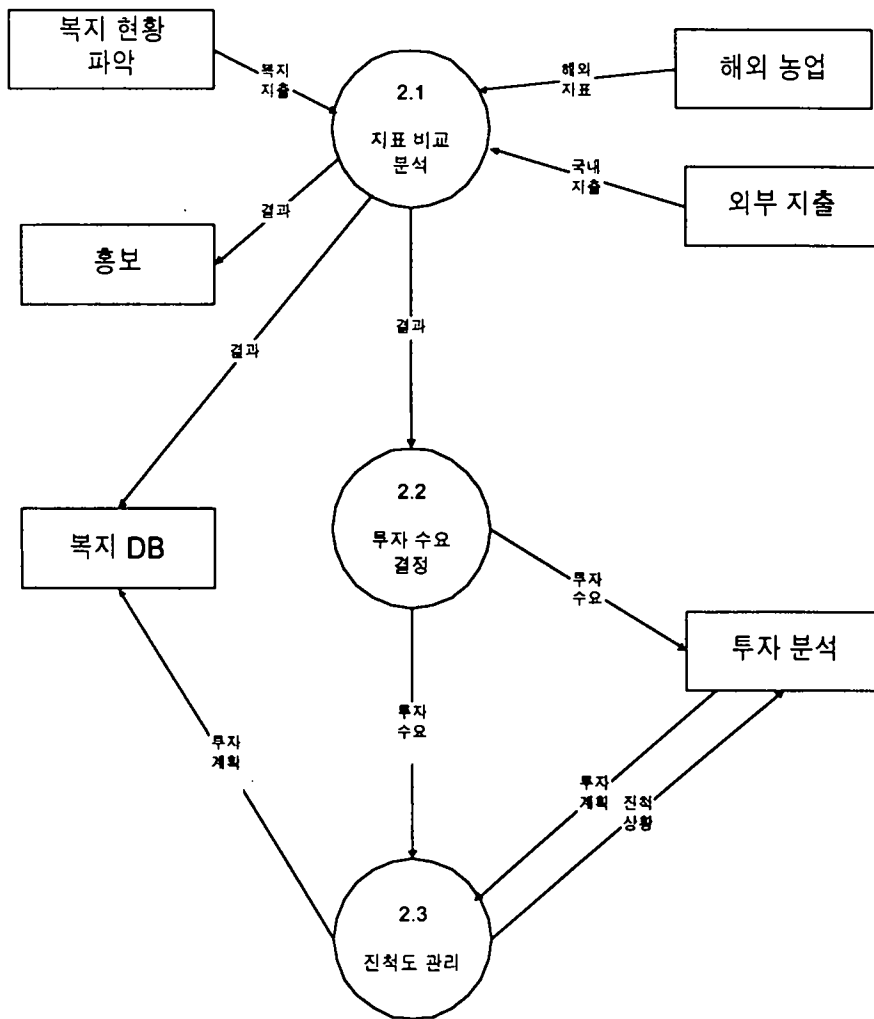 복지 현황
파악
복지
지출
2.1
지표 비교
분석
해외
지표
해외 농업
국내
지출
외부 지출
결과
홍보
결과
결과
복지 DB
2.2
투자 수요
결정
투자
수요
투자 분석
투자
수요
투자
계획
투자
계획
진척
상황
2.3
진척도 관리